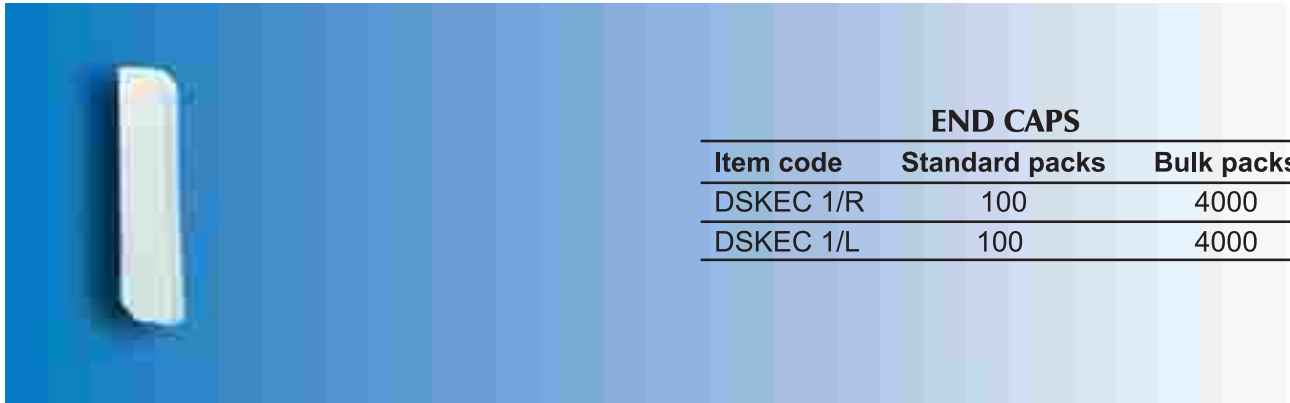 END CAPS
Item code Standard packs Bulk packs
DSKEC 1/R 100 4000
DSKEC 1/L 100 4000